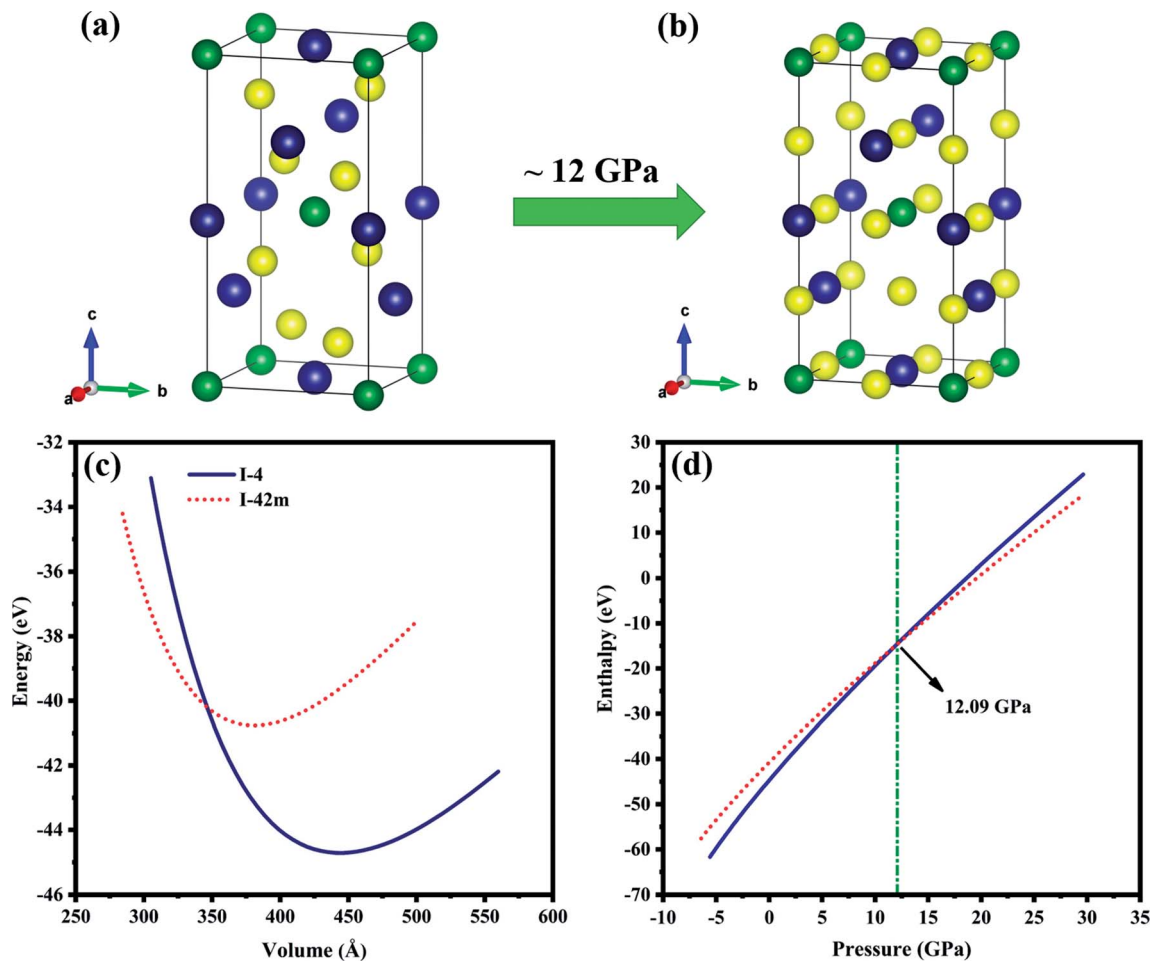 (a)
(b)
~ 12 GPa
c
a
b
c
a
b
(c)
I-4
I-42m
-32
-34
-36
-38
-40
-42
-44
-46
Energy (eV)
250 300 350 400 450 500 550 600
Volume (Å)
(d)
30
20
10
0
-10
-20
-30
-40
-50
-60
-70
Enthalpy (eV)
12.09 GPa
-10 -5 0 5 10 15 20 25 30 35
Pressure (GPa)